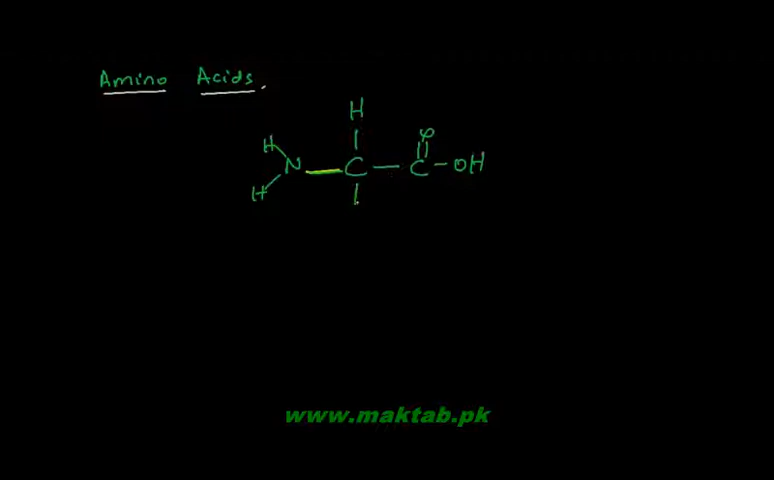 Amino Acids.
H
H O
N C C OH
H
www.maktab.pk